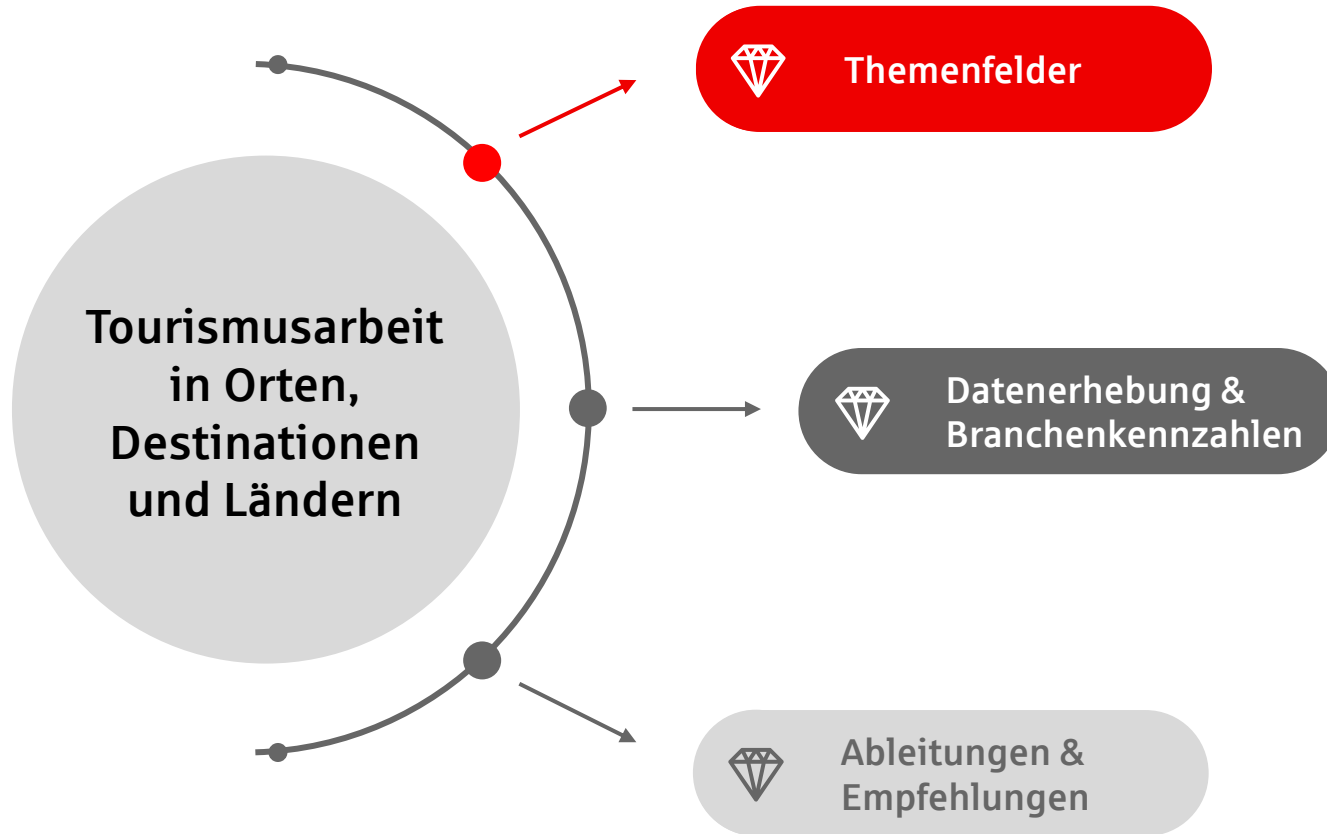 Themenfelder
Tourismusarbeit
in Orten,
Destinationen
und Ländern
Datenerhebung &
Branchenkennzahlen
Ableitungen &
Empfehlungen